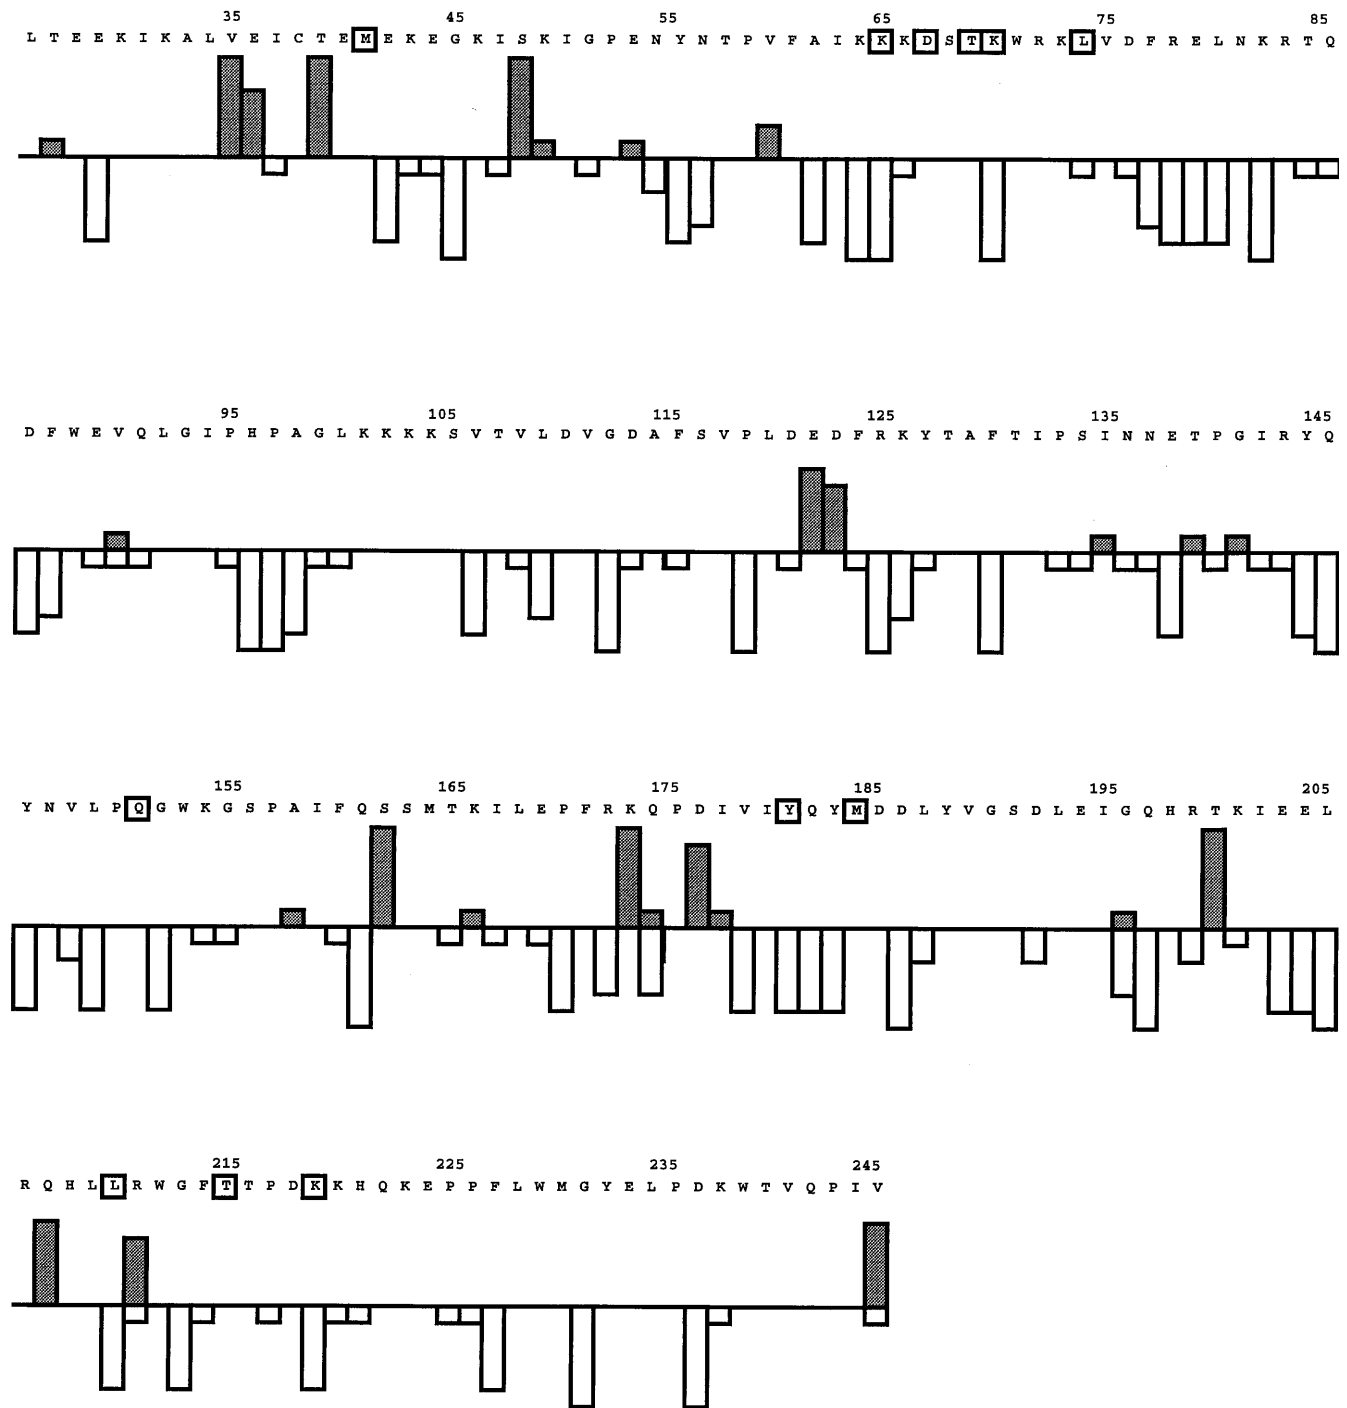 35 45 55 65 75 85
L T E E K I K A L V E I C T E M E K E G K I S K I G P E N Y N T P V F A I K K K D S T K W R K L V D F R E L N K R T Q
95 105 115 125 135 145
D F W E V Q L G I P H P A G L K K K K S V T V L D V G D A F S V P L D E D F R K Y T A F T I P S I N N E T P G I R Y Q
155 165 175 185 195 205
Y N V L P Q G W K G S P A I F Q S S M T K I L E P F R K Q P D I V I Y Q Y M D D L Y V G S D L E I G Q H R T K I E E L
215 225 235 245
R Q H L L R W G F T T P D K K H Q K E P P F L W M G Y E L P D K W T V Q P I V